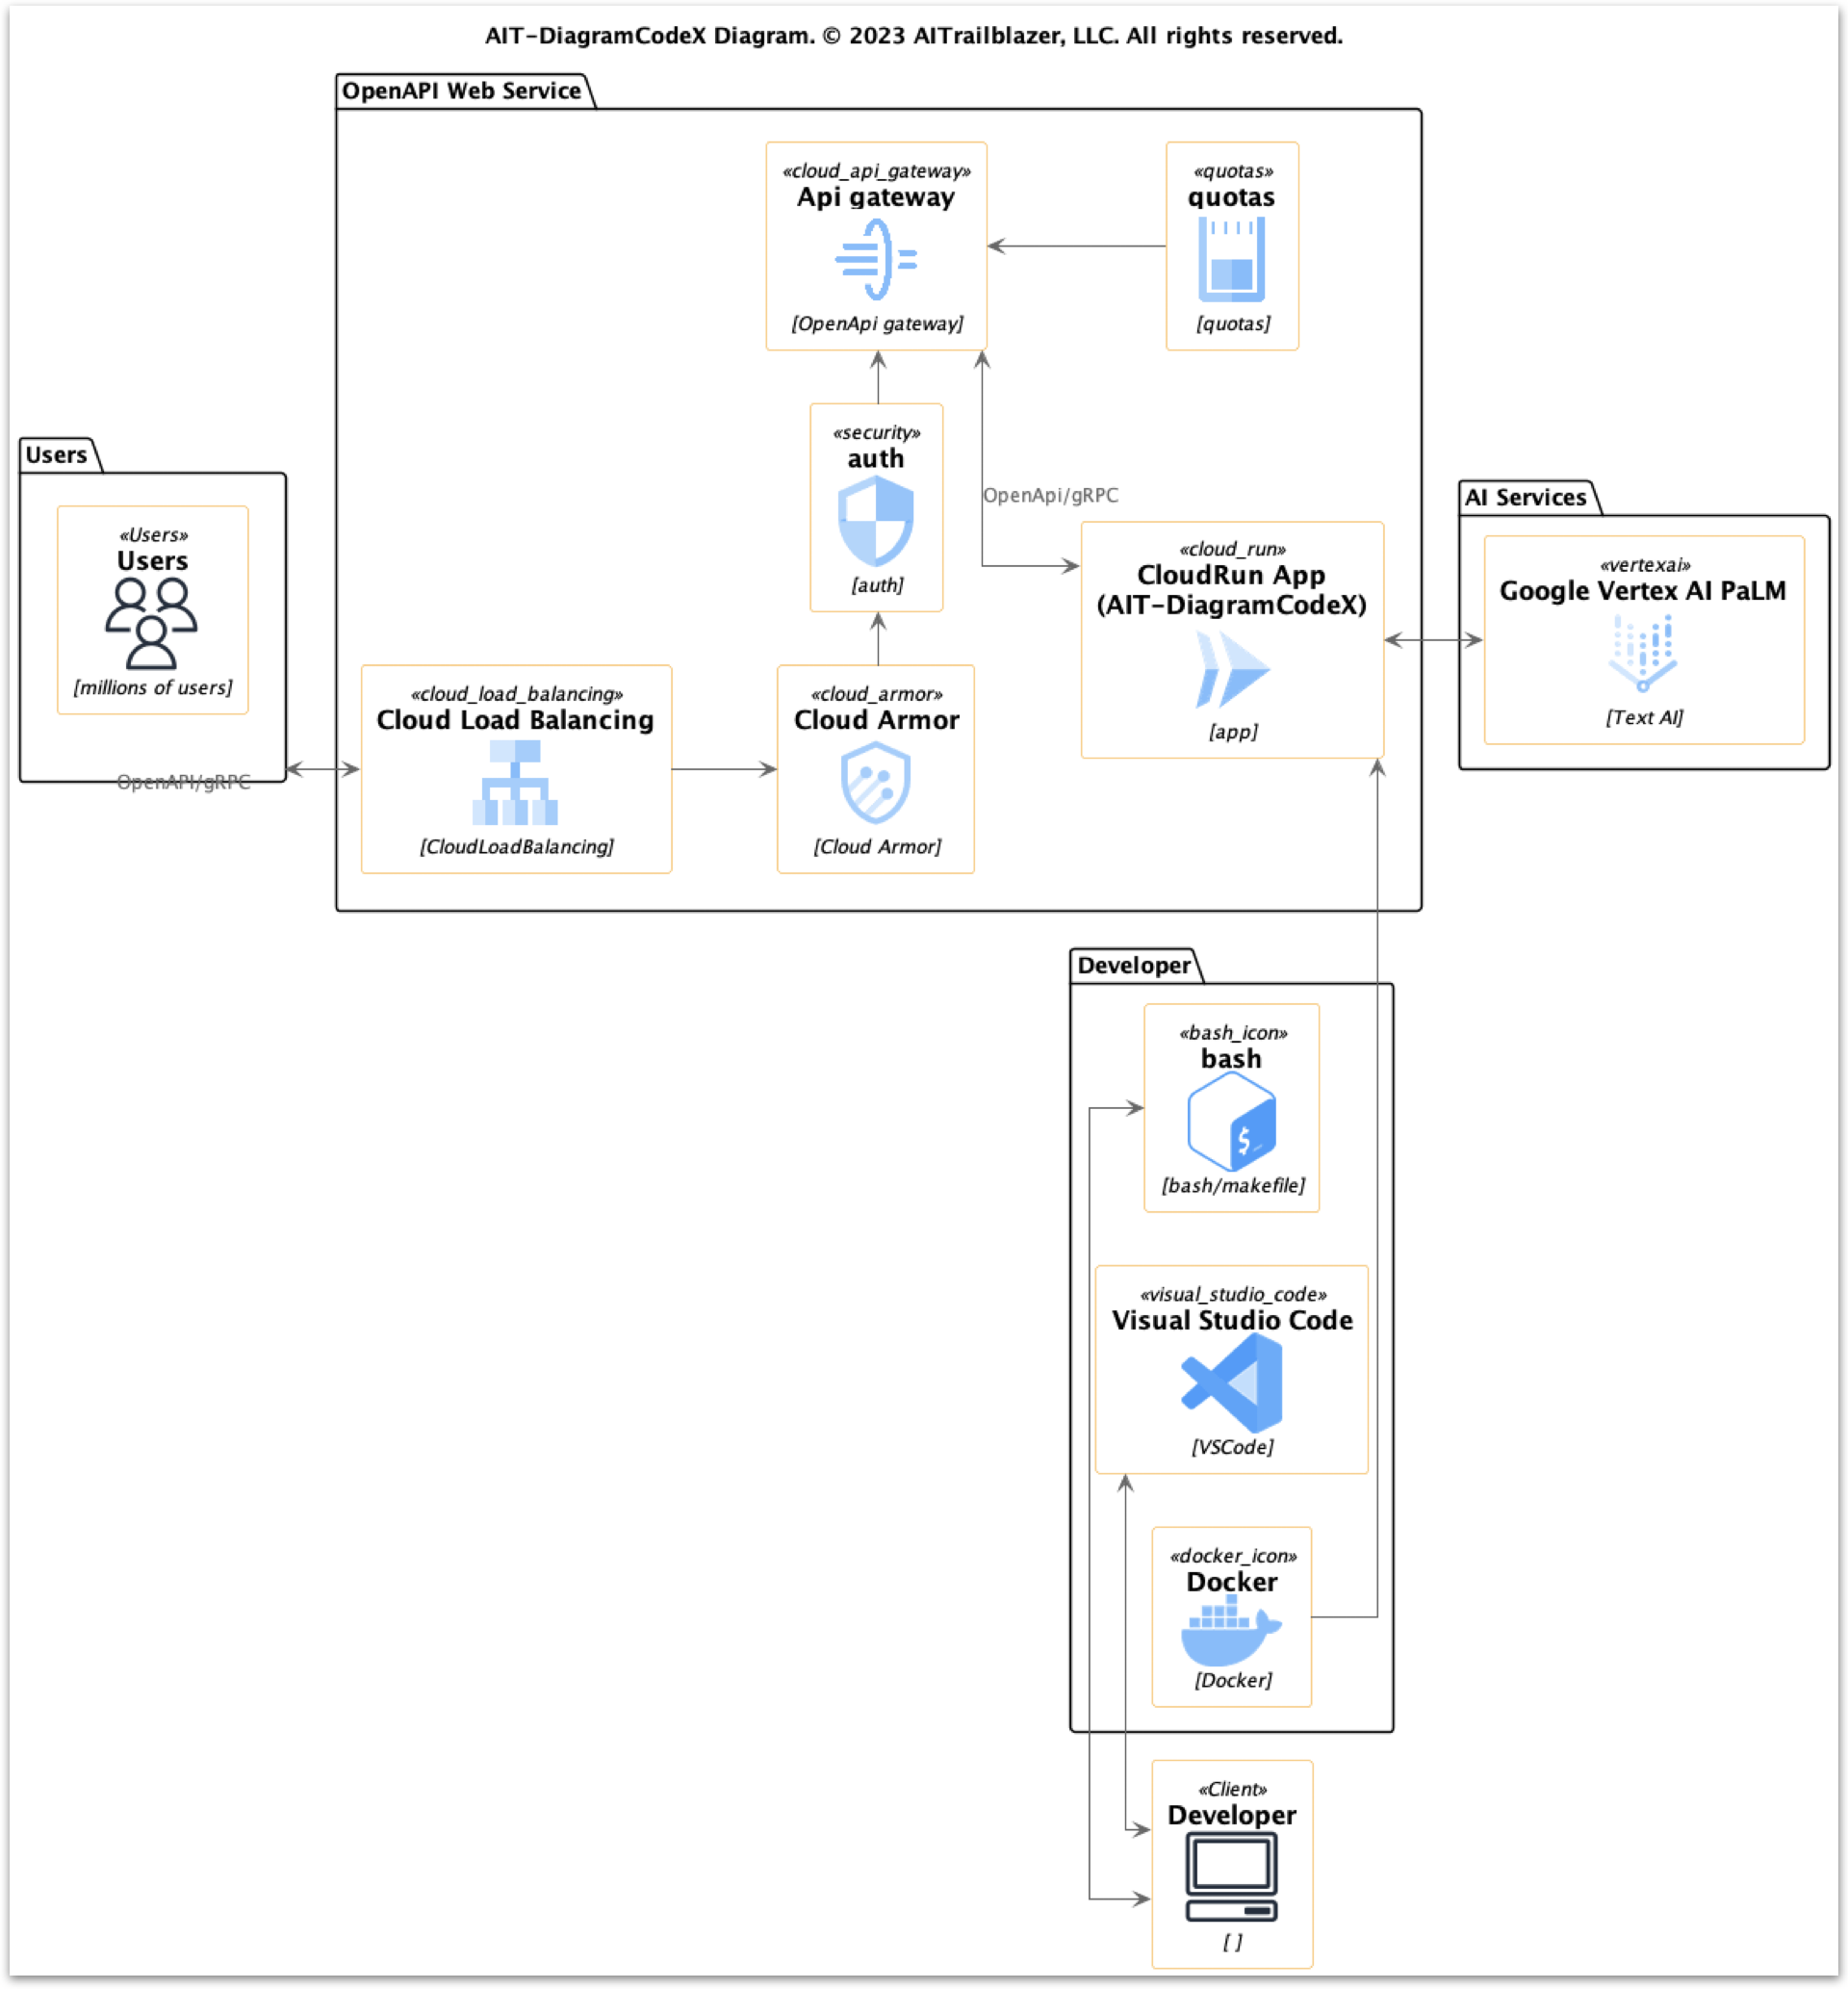 AIT-DiagramCodeX Diagram. © 2023 AITrailblazer, LLC. All rights reserved.
OpenAPI Web Service
«cloud_api_gateway»
Api gateway
[OpenApi gateway]
«quotas»
quotas
[quotas]
«security»
auth
[auth]
OpenApi/gRPC
Users
«Users»
Users
[millions of users]
OpenAPI/gRPC
«cloud_load_balancing»
Cloud Load Balancing
[CloudLoadBalancing]
«cloud_armor»
Cloud Armor
[Cloud Armor]
«cloud_run»
CloudRun App
(AIT-DiagramCodeX)
[app]
AI Services
«vertexai»
Google Vertex AI PaLM
[Text AI]
Developer
«bash_icon»
bash
$_
[bash/makefile]
«visual_studio_code»
Visual Studio Code
[VSCode]
«docker_icon»
Docker
[Docker]
«Client»
Developer
[ ]